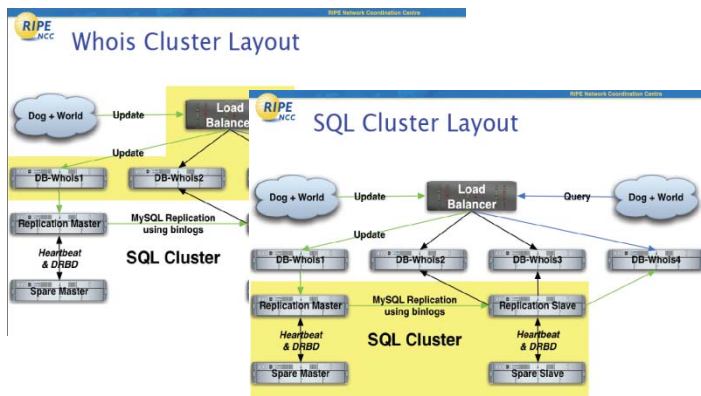 RIPE Network Coordination Centre
RIPE
NCC
Whois Cluster Layout
Dog + World
Update
Load
Balance
Update
DB-Whois1
DB-Whois2
Replication Master
MySQL Replication
using binlogs
Heartbeat
& DRBD
SQL Cluster
Spare Master
RIPE Network Coordination Centre
RIPE
NCC
SQL Cluster Layout
Dog + World
Update
Load
Balancer
Query
Dog + World
Update
DB-Whois1
DB-Whois2
DB-Whois3
DB-Whois4
Replication Master
MySQL Replication
using binlogs
Replication Slave
Heartbeat
& DRBD
SQL Cluster
Heartbeat
& DRBD
Spare Master
Spare Slave